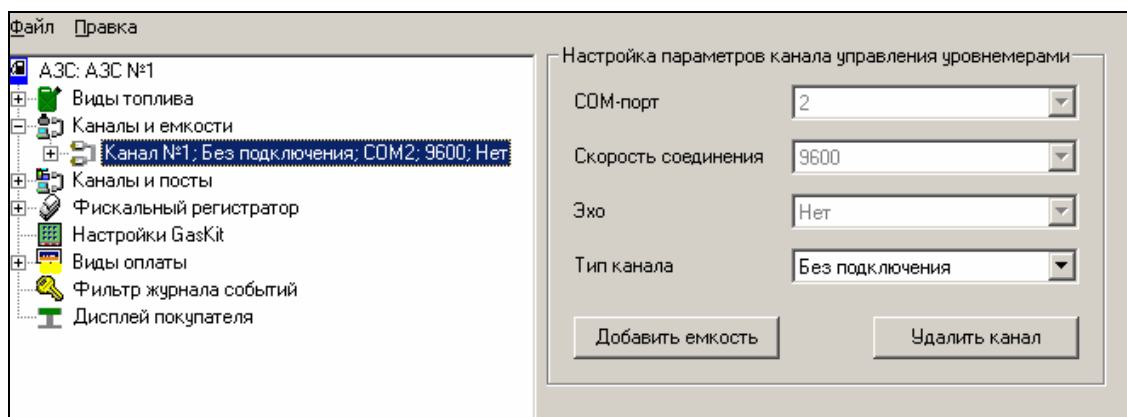 Файл Правка
АЗС: АЗС №1
Виды топлива
Каналы и емкости
Канал №1; Без подключения; COM2; 9600; Нет
Каналы и посты
Фискальный регистратор
Настройки GasKit
Виды оплаты
Фильтр журнала событий
Дисплей покупателя
Настройка параметров канала управления уровнемерами
COM-порт 2
Скорость соединения 9600
Эхо Нет
Тип канала Без подключения
Добавить емкость Удалить канал